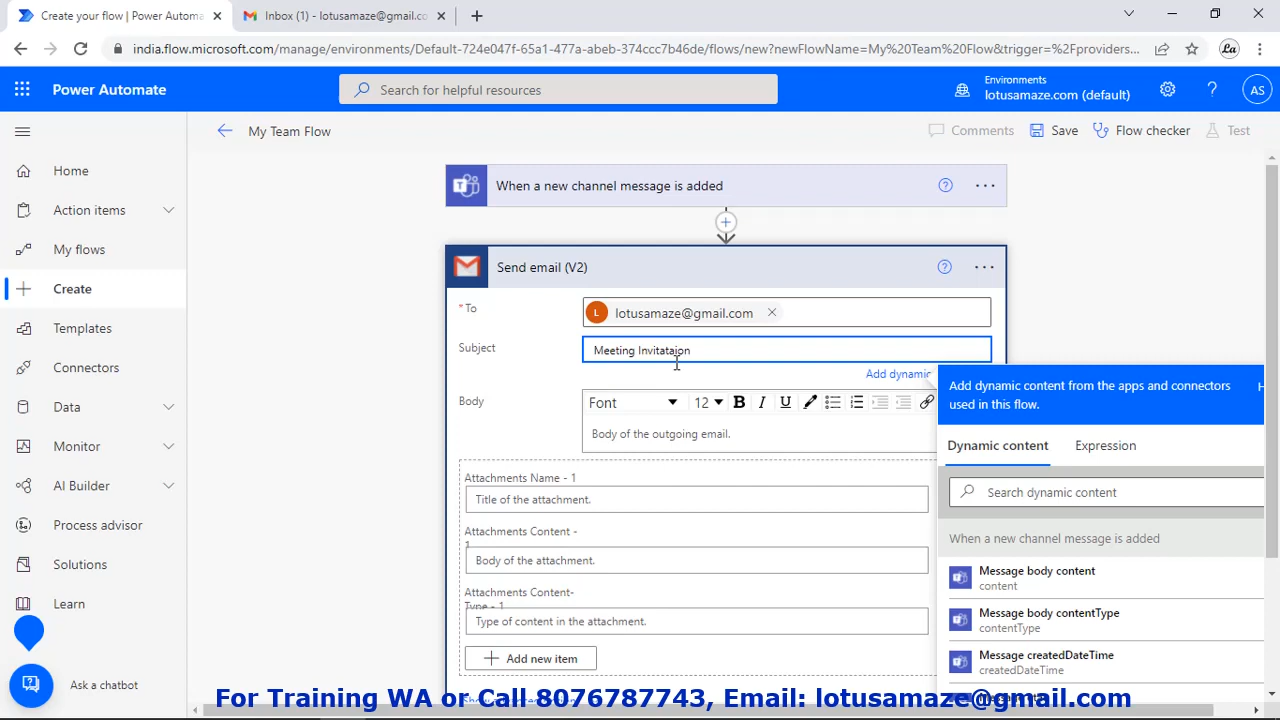 Create your flow | Power Automa
Inbox (1) - lotusamaze@gmail.co
india.flow.microsoft.com/manage/environments/Default-724e047f-65a1-477a-abeb-374ccc7b46de/flows/new?newFlowName=My%20Team%20Flow&trigger=%2Fproviders...
La
Power Automate
Search for helpful resources
Environments
lotusamaze.com (default)
AS
My Team Flow
Comments
Save
Flow checker
Test
Home
Action items
My flows
Create
Templates
Connectors
Data
Monitor
AI Builder
Process advisor
Solutions
Learn
Ask a chatbot
When a new channel message is added
Send email (V2)
* To
L
lotusamaze@gmail.com
Subject
Meeting Invitataion
Add dynamic
Body
Font
12
B
I
U
Body of the outgoing email.
Attachments Name - 1
Title of the attachment.
Attachments Content -
1
Body of the attachment.
Attachments Content-
Type - 1
Type of content in the attachment.
Add new item
Add dynamic content from the apps and connectors
used in this flow.
H
Dynamic content
Expression
Search dynamic content
When a new channel message is added
Message body content
content
Message body contentType
contentType
Message createdDateTime
createdDateTime
For Training WA or Call 8076787743, Email: lotusamaze@gmail.com